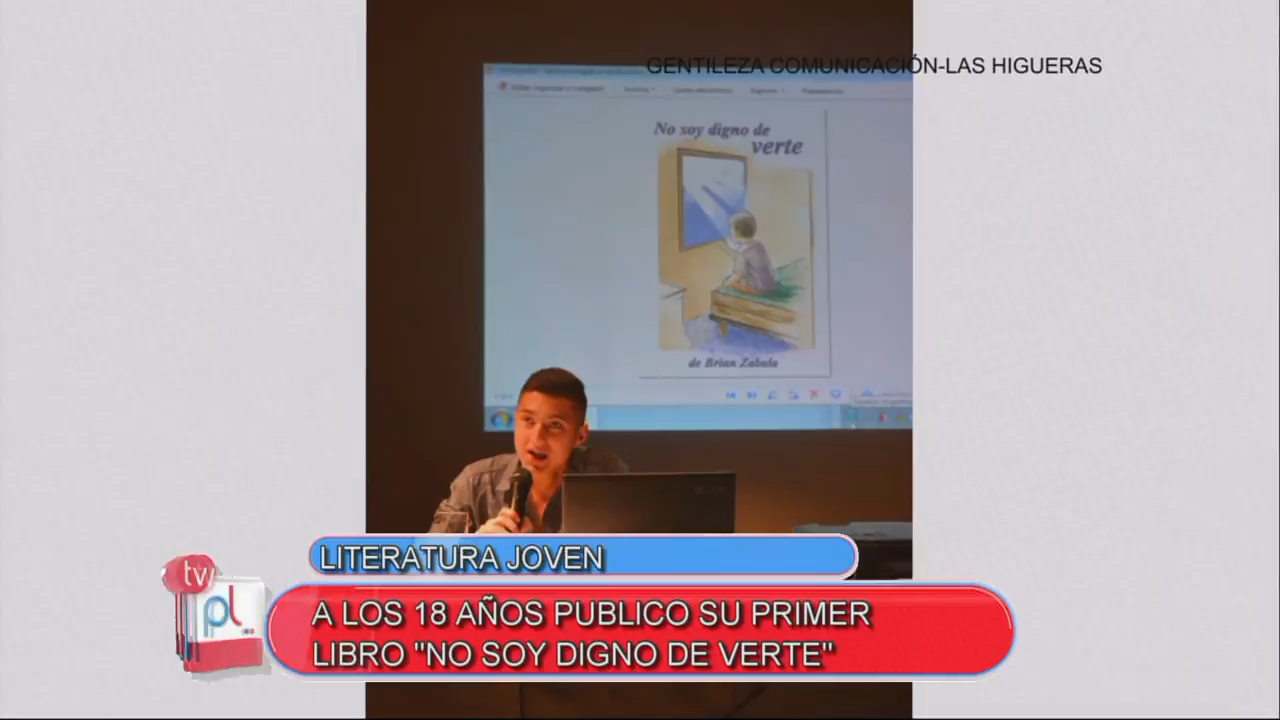 GENTILEZA COMUNICACIÓN-LAS HIGUERAS
No soy digno de
verte
de Brian Zabala
LITERATURA JOVEN
tv
pl
A LOS 18 AÑOS PUBLICO SU PRIMER
LIBRO "NO SOY DIGNO DE VERTE"